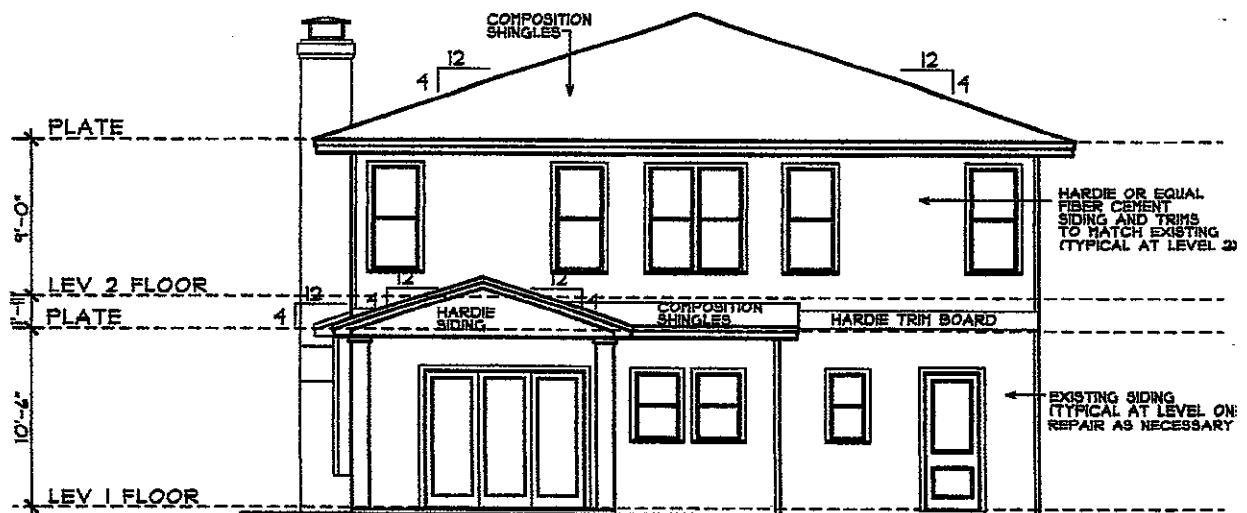 COMPOSITION
SHINGLES
12
4
12
4
PLATE
9'-0"
HARDIE OR EQUAL
FIBER CEMENT
SIDING AND TRIMS
TO MATCH EXISTING
(TYPICAL AT LEVEL 2)
LEV 2 FLOOR
12
4
12
4
12
4
1'-11"
PLATE
HARDIE
SIDING
COMPOSITION
SHINGLES
HARDIE TRIM BOARD
10'-6"
EXISTING SIDING
(TYPICAL AT LEVEL ONE
REPAIR AS NECESSARY
LEV 1 FLOOR